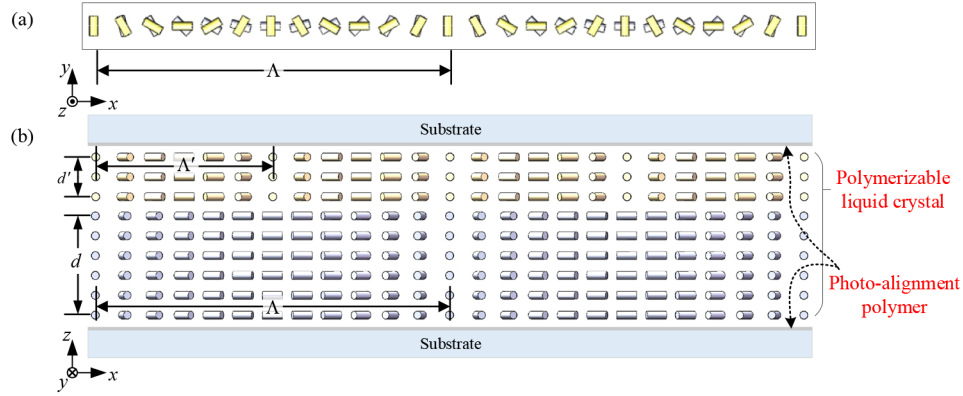 (a)
Λ
y
z
x
(b)
Substrate
Λ'
d'
Polymerizable
liquid crystal
d
Photo-alignment
polymer
Λ
z
Substrate
y
x